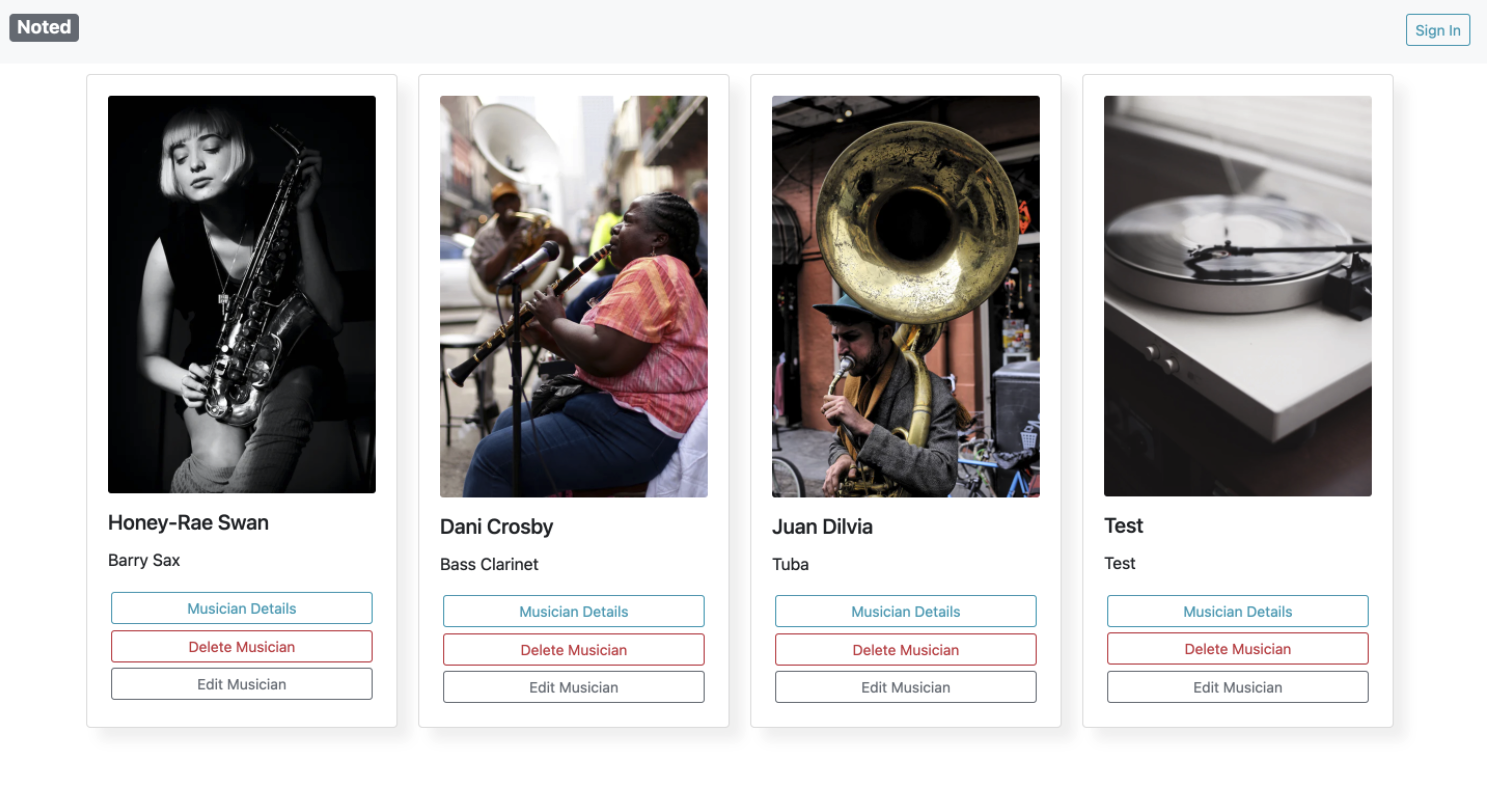 Noted
Sign In
Honey-Rae Swan
Barry Sax
Musician Details
Delete Musician
Edit Musician
Dani Crosby
Bass Clarinet
Musician Details
Delete Musician
Edit Musician
Juan Dilvia
Tuba
Musician Details
Delete Musician
Edit Musician
Test
Test
Musician Details
Delete Musician
Edit Musician